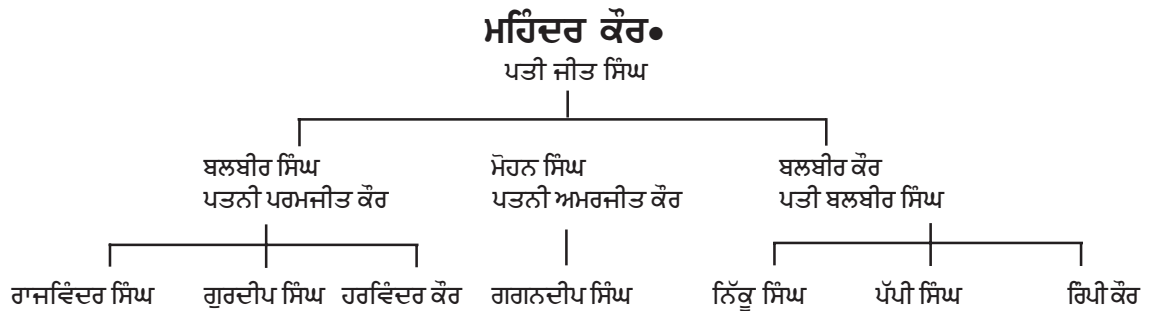 ਮਹਿੰਦਰ ਕੌਰ•
ਪਤੀ ਜੀਤ ਸਿੰਘ
ਬਲਬੀਰ ਸਿੰਘ
ਪਤਨੀ ਪਰਮਜੀਤ ਕੌਰ
ਮੋਹਨ ਸਿੰਘ
ਪਤਨੀ ਅਮਰਜੀਤ ਕੌਰ
ਬਲਬੀਰ ਕੌਰ
ਪਤੀ ਬਲਬੀਰ ਸਿੰਘ
ਰਾਜਵਿੰਦਰ ਸਿੰਘ
ਗੁਰਦੀਪ ਸਿੰਘ
ਹਰਵਿੰਦਰ ਕੌਰ
ਗਗਨਦੀਪ ਸਿੰਘ
ਨਿੱਕੂ ਸਿੰਘ
ਪੱਪੀ ਸਿੰਘ
ਰਿੰਪੀ ਕੌਰ